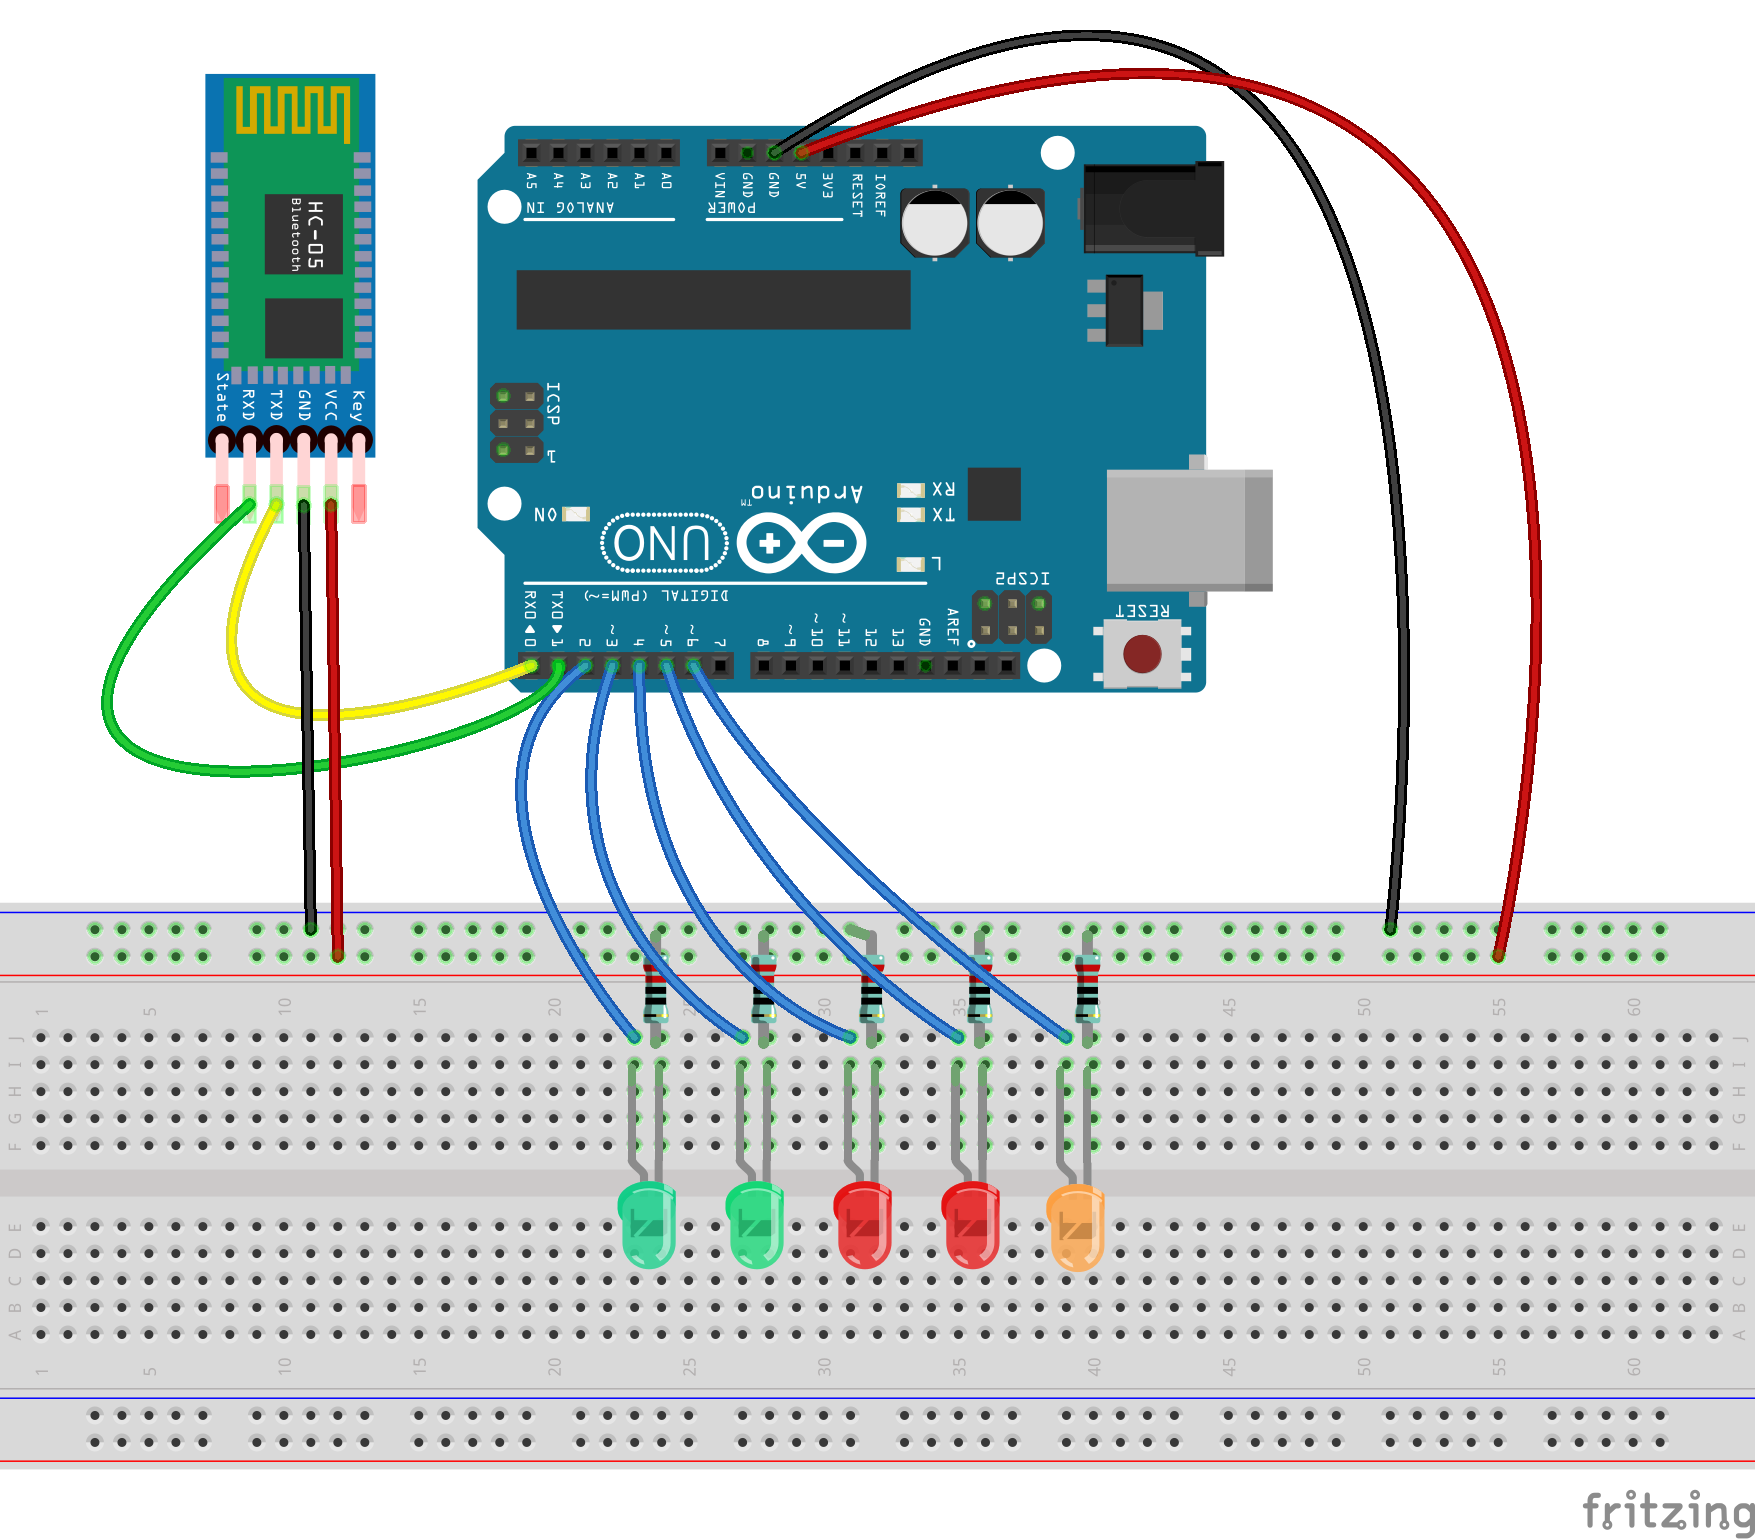 HC-05
Bluetooth
State
RXD
TXD
GND
VCC
Key
A5
A4
A3
A2
A1
A0
ANALOG IN
VIN
GND
GND
5V
3V3
RESET
IOREF
POWER
ICSP
1
ON
UNO
Arduino
TM
RX
TX
L
ICSP2
RESET
DIGITAL (PWM=~)
RX0
0
TX0
1
2
~3
4
~5
~6
7
8
~9
~10
~11
12
13
GND
AREF
1 5 10 15 20 25 30 35 40 45 50 55 60
J J
I I
H H
G G
F F
E E
D D
C C
B B
A A
1 5 10 15 20 25 30 35 40 45 50 55 60
fritzing